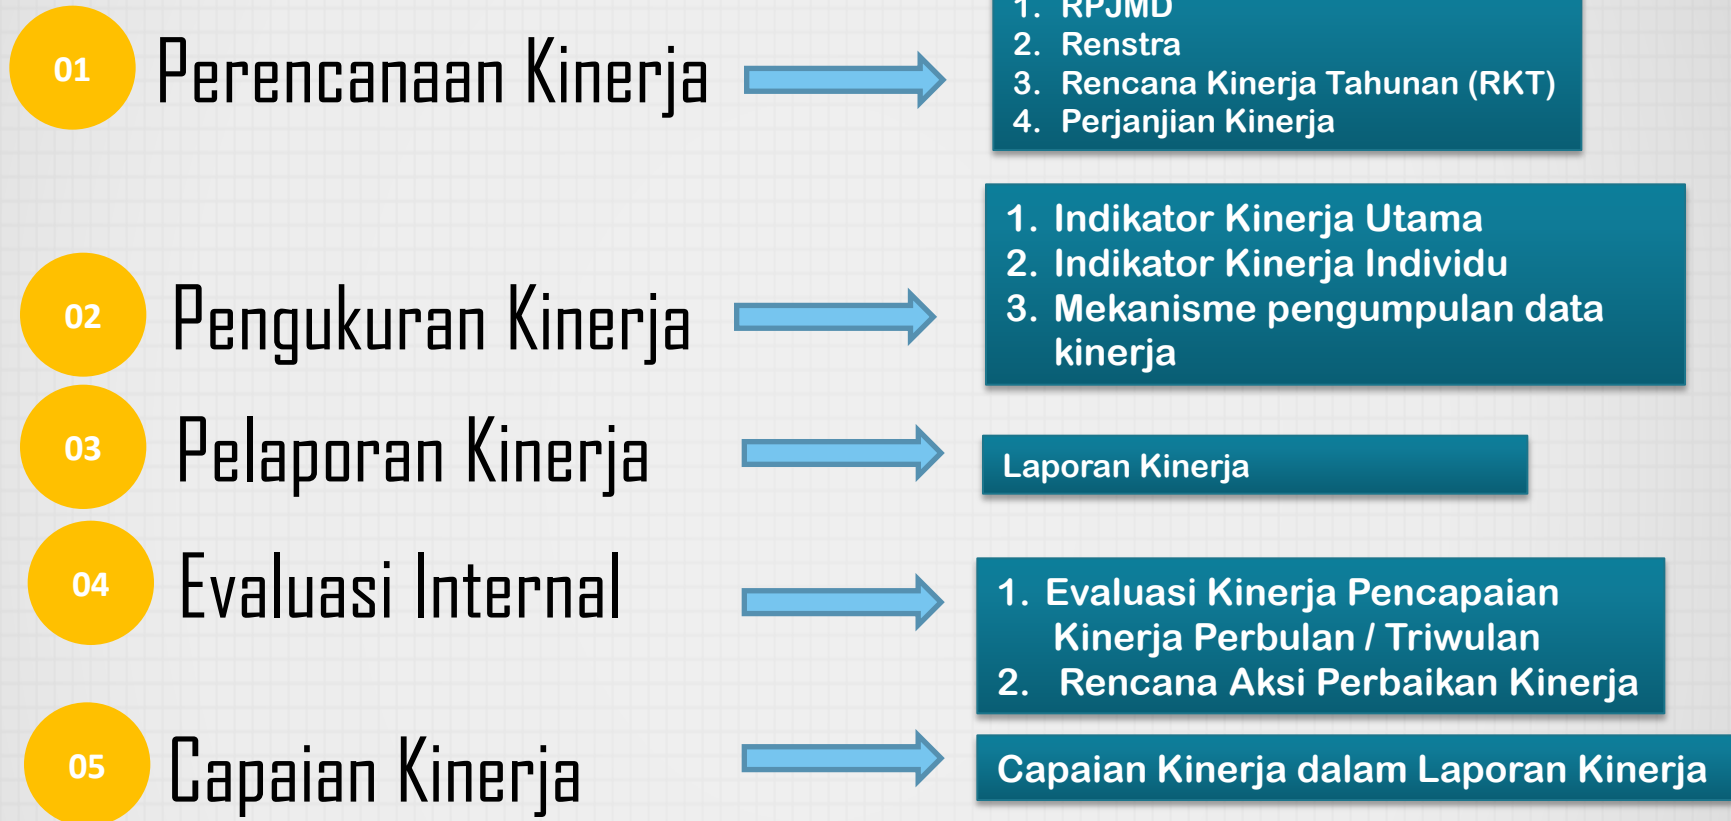 01
Perencanaan Kinerja
1. RPJMD
2. Renstra
3. Rencana Kinerja Tahunan (RKT)
4. Perjanjian Kinerja
02
Pengukuran Kinerja
1. Indikator Kinerja Utama
2. Indikator Kinerja Individu
3. Mekanisme pengumpulan data
kinerja
03
Pelaporan Kinerja
Laporan Kinerja
04
Evaluasi Internal
1. Evaluasi Kinerja Pencapaian
Kinerja Perbulan / Triwulan
2. Rencana Aksi Perbaikan Kinerja
05
Capaian Kinerja
Capaian Kinerja dalam Laporan Kinerja